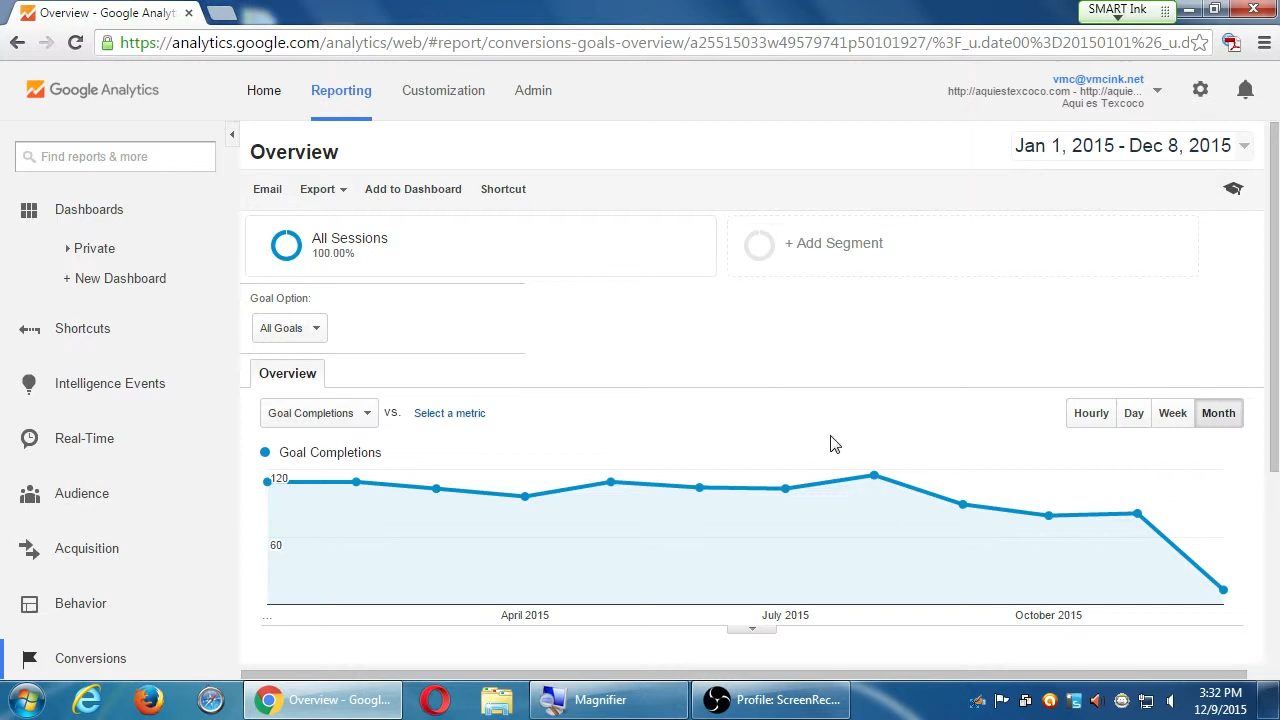 Overview - Google Analyt
SMART Ink
https://analytics.google.com/analytics/web/#report/conversions-goals-overview/a25515033w49579741p50101927/%3F_u.date00%3D20150101%26_u.d
Google Analytics
Home
Reporting
Customization
Admin
vmc@vmcink.net
http://aquiestexcoco.com - http://aquie...
Aqui es Texcoco
Find reports & more
Overview
Jan 1, 2015 - Dec 8, 2015
Email
Export
Add to Dashboard
Shortcut
Dashboards
Private
+ New Dashboard
Shortcuts
Intelligence Events
Real-Time
Audience
Acquisition
Behavior
Conversions
All Sessions
100.00%
+ Add Segment
Goal Option:
All Goals
Overview
Goal Completions
VS.
Select a metric
Hourly
Day
Week
Month
Goal Completions
120
60
...
April 2015
July 2015
October 2015
Overview - Googl...
Magnifier
Profile: ScreenRec...
3:32 PM
12/9/2015